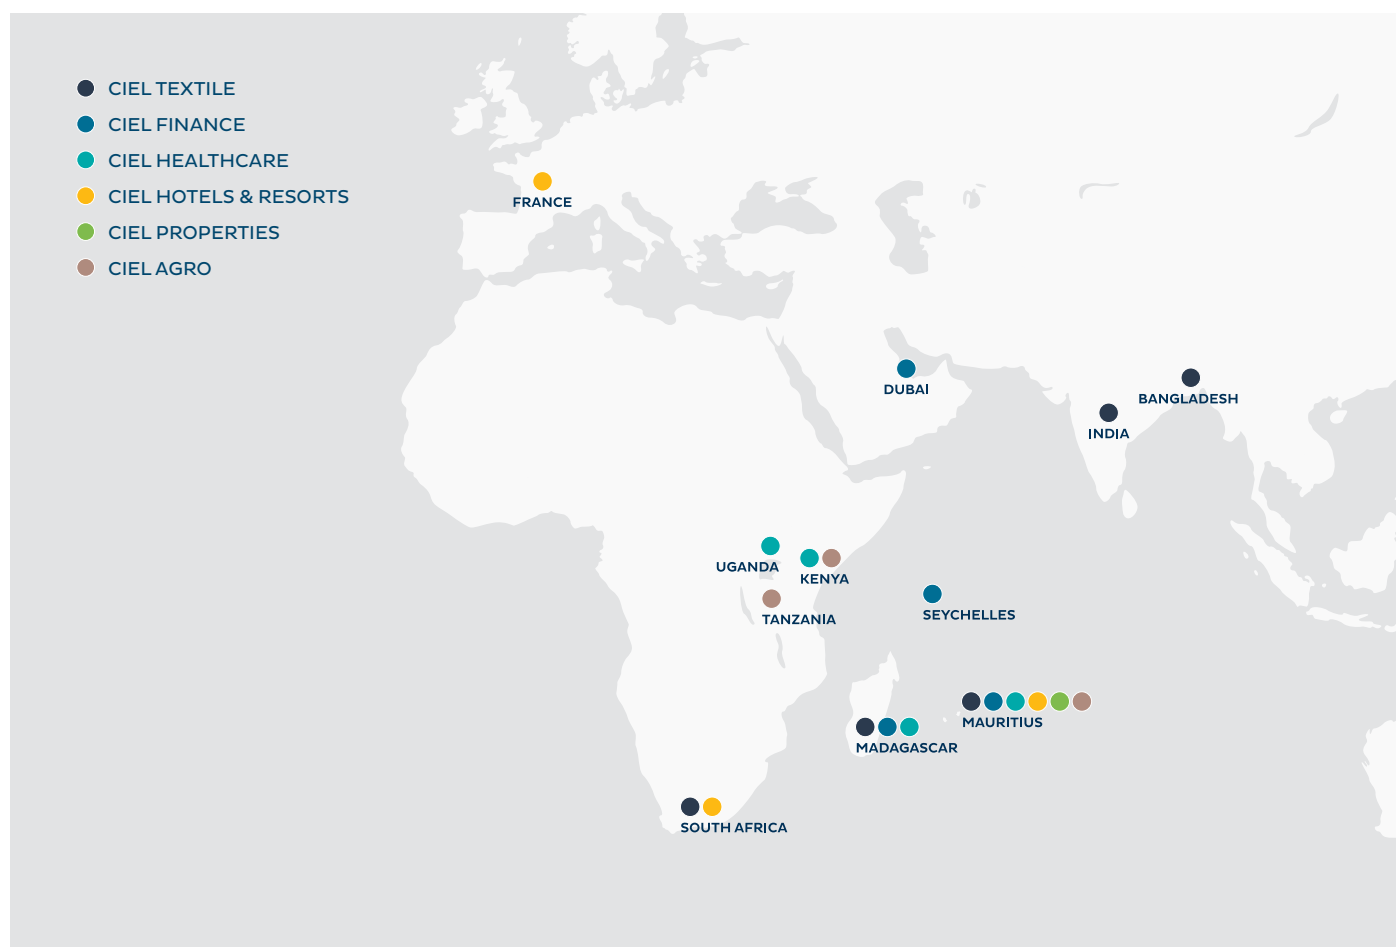 CIEL TEXTILE
CIEL FINANCE
CIEL HEALTHCARE
CIEL HOTELS & RESORTS
CIEL PROPERTIES
CIEL AGRO
FRANCE
DUBAI
BANGLADESH
INDIA
UGANDA
KENYA
SEYCHELLES
TANZANIA
MAURITIUS
MADAGASCAR
SOUTH AFRICA